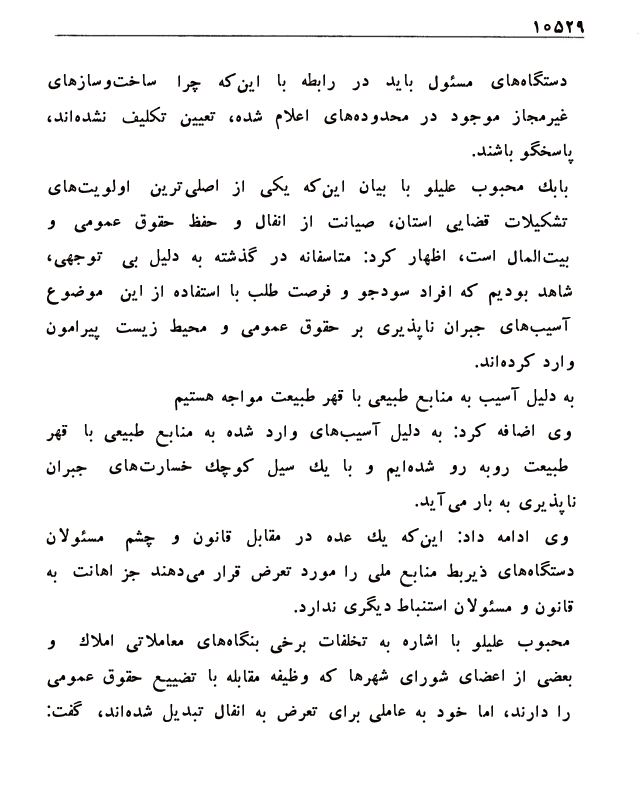 ۱۰۵۲۹
دستگاه‌های مسئول باید در رابطه با این‌که چرا ساخت‌وسازهای
غیرمجاز موجود در محدوده‌های اعلام شده، تعیین تکلیف نشده‌اند،
پاسخگو باشند.
بابك محبوب علیلو با بیان این‌که یکی از اصلی‌ترین اولویت‌های
تشکیلات قضایی استان، صیانت از انفال و حفظ حقوق عمومی و
بیت‌المال است، اظهار کرد: متاسفانه در گذشته به دلیل بی توجهی،
شاهد بودیم که افراد سودجو و فرصت طلب با استفاده از این موضوع
آسیب‌های جبران ناپذیری بر حقوق عمومی و محیط زیست پیرامون
وارد کرده‌اند.
به دلیل آسیب به منابع طبیعی با قهر طبیعت مواجه هستیم
وی اضافه کرد: به دلیل آسیب‌های وارد شده به منابع طبیعی با قهر
طبیعت روبه رو شده‌ایم و با یك سیل کوچك خسارت‌های جبران
ناپذیری به بار می‌آید.
وی ادامه داد: این‌که یك عده در مقابل قانون و چشم مسئولان
دستگاه‌های ذیربط منابع ملی را مورد تعرض قرار می‌دهند جز اهانت به
قانون و مسئولان استنباط دیگری ندارد.
محبوب علیلو با اشاره به تخلفات برخی بنگاه‌های معاملاتی املاك و
بعضی از اعضای شورای شهرها که وظیفه مقابله با تضییع حقوق عمومی
را دارند، اما خود به عاملی برای تعرض به انفال تبدیل شده‌اند، گفت: